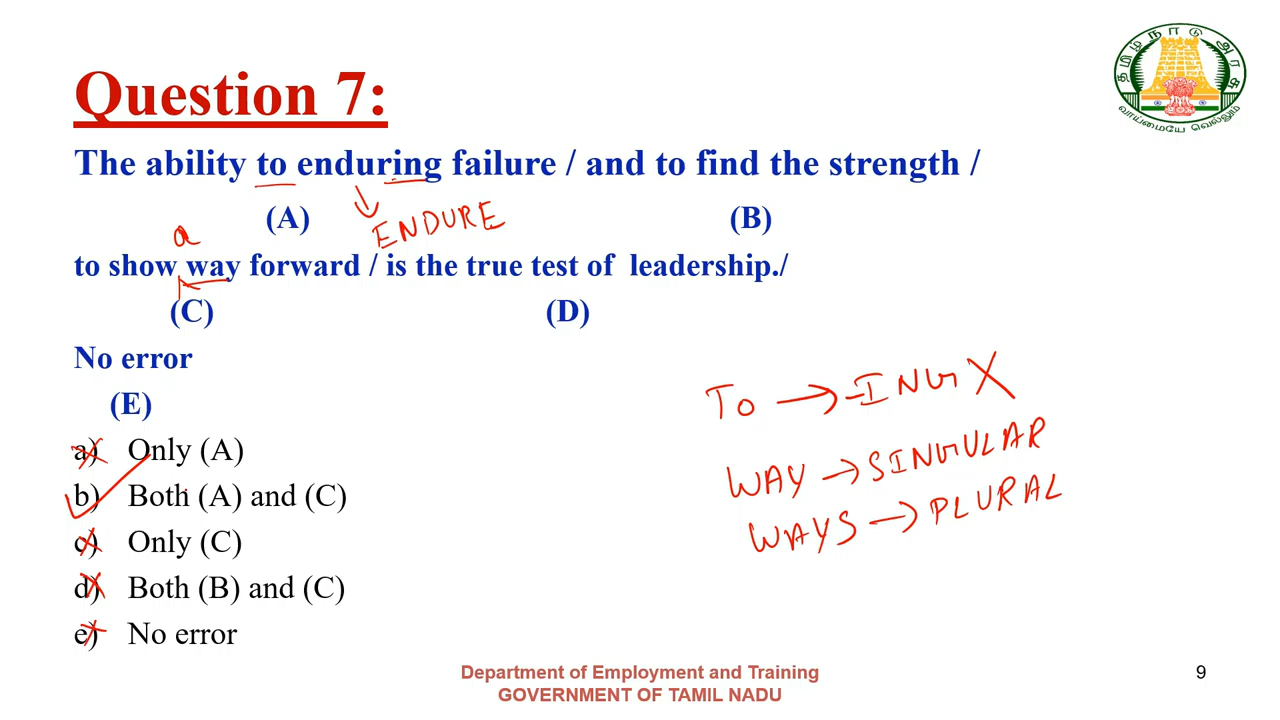 Question 7:
தமிழ்நாடு அரசு
வாய்மையே வெல்லும்
The ability to enduring failure / and to find the strength /
(A) (B)
ENDURE
a
to show way forward / is the true test of leadership./
(C) (D)
No error
(E)
TO → -ING X
a) Only (A)
WAY → SINGULAR
b) Both (A) and (C)
WAYS → PLURAL
c) Only (C)
d) Both (B) and (C)
e) No error
Department of Employment and Training
GOVERNMENT OF TAMIL NADU
9